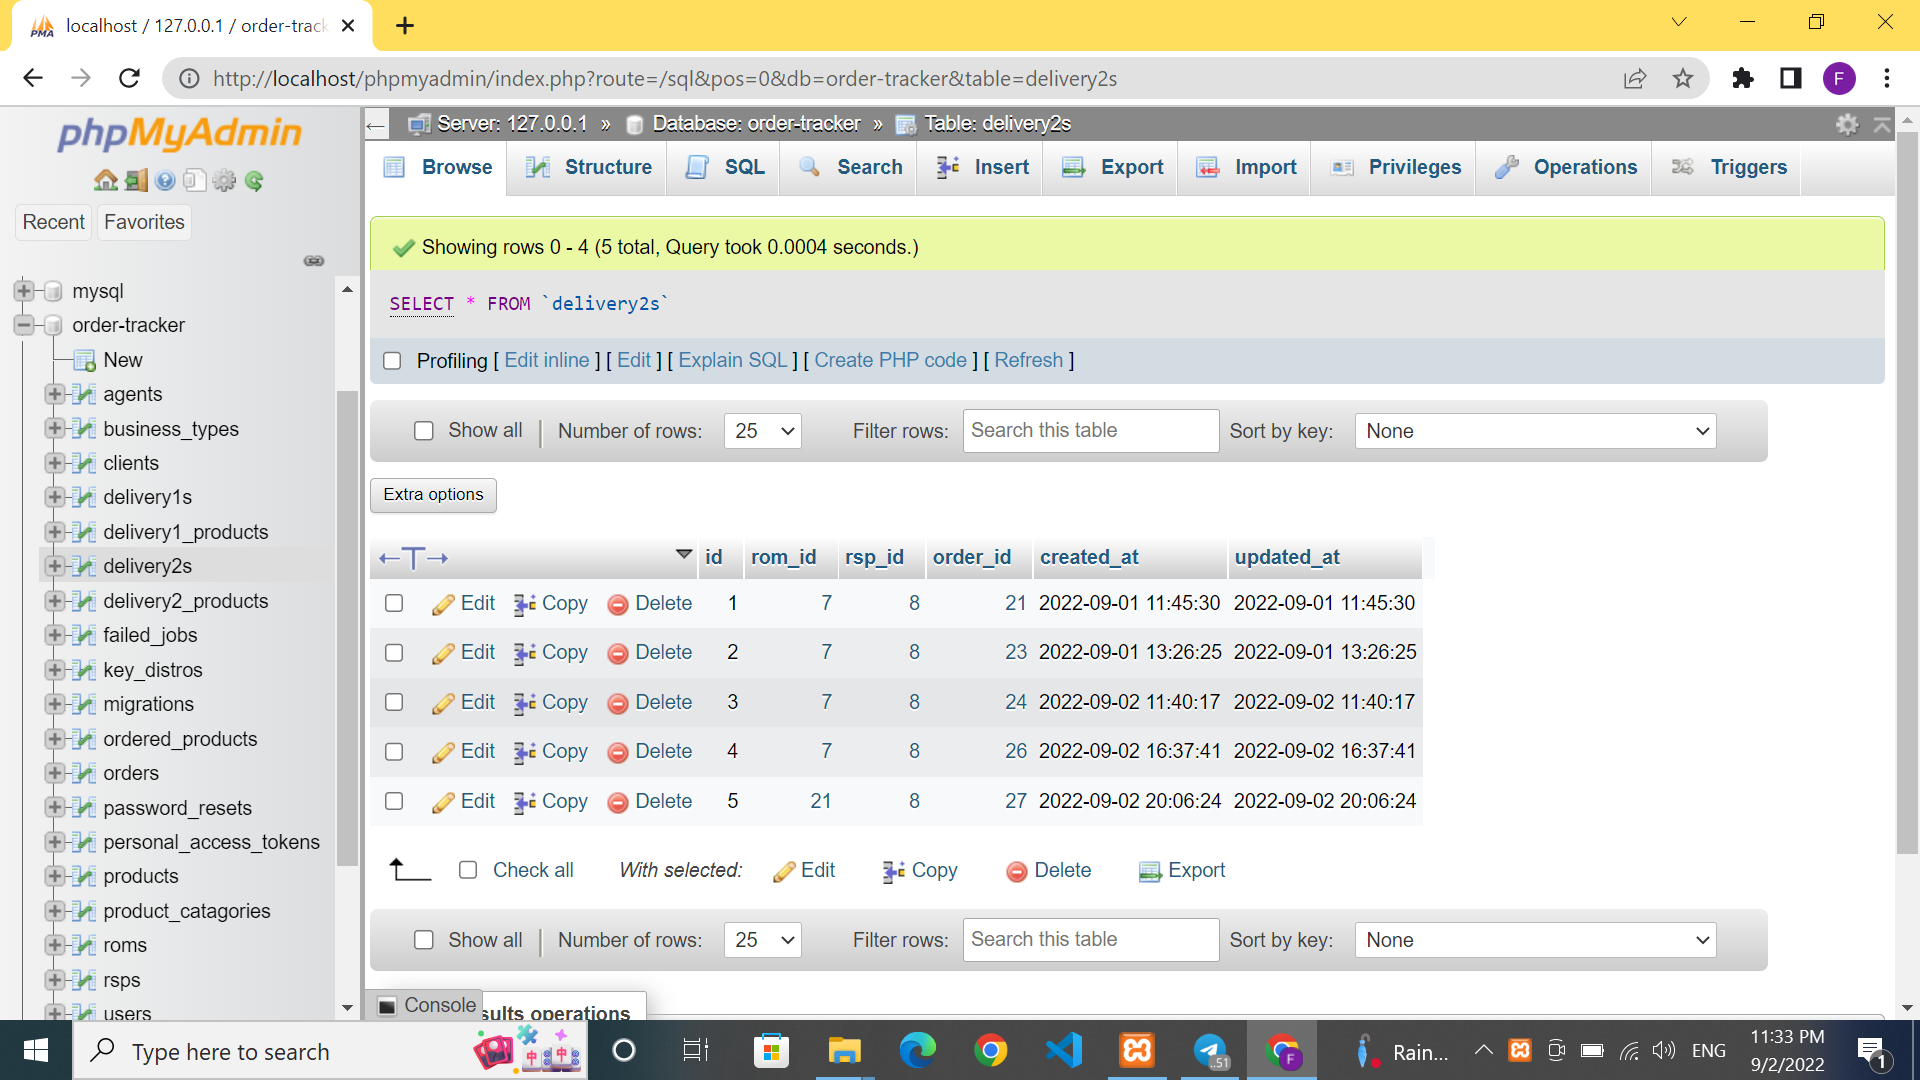 localhost / 127.0.0.1 / order-track
http://localhost/phpmyadmin/index.php?route=/sql&pos=0&db=order-tracker&table=delivery2s
F
phpMyAdmin
Recent Favorites
mysql
order-tracker
New
agents
business_types
clients
delivery1s
delivery1_products
delivery2s
delivery2_products
failed_jobs
key_distros
migrations
ordered_products
orders
password_resets
personal_access_tokens
products
product_catagories
roms
rsps
users
Server: 127.0.0.1 » Database: order-tracker » Table: delivery2s
Browse Structure SQL Search Insert Export Import Privileges Operations Triggers
Showing rows 0 - 4 (5 total, Query took 0.0004 seconds.)
SELECT * FROM `delivery2s`
Profiling [ Edit inline ] [ Edit ] [ Explain SQL ] [ Create PHP code ] [ Refresh ]
Show all Number of rows: 25 Filter rows: Search this table Sort by key: None
Extra options
←T→ id rom_id rsp_id order_id created_at updated_at
Edit Copy Delete 1 7 8 21 2022-09-01 11:45:30 2022-09-01 11:45:30
Edit Copy Delete 2 7 8 23 2022-09-01 13:26:25 2022-09-01 13:26:25
Edit Copy Delete 3 7 8 24 2022-09-02 11:40:17 2022-09-02 11:40:17
Edit Copy Delete 4 7 8 26 2022-09-02 16:37:41 2022-09-02 16:37:41
Edit Copy Delete 5 21 8 27 2022-09-02 20:06:24 2022-09-02 20:06:24
Check all With selected: Edit Copy Delete Export
Show all Number of rows: 25 Filter rows: Search this table Sort by key: None
Console
sults operations
Type here to search
Rain...
ENG
11:33 PM
9/2/2022
1